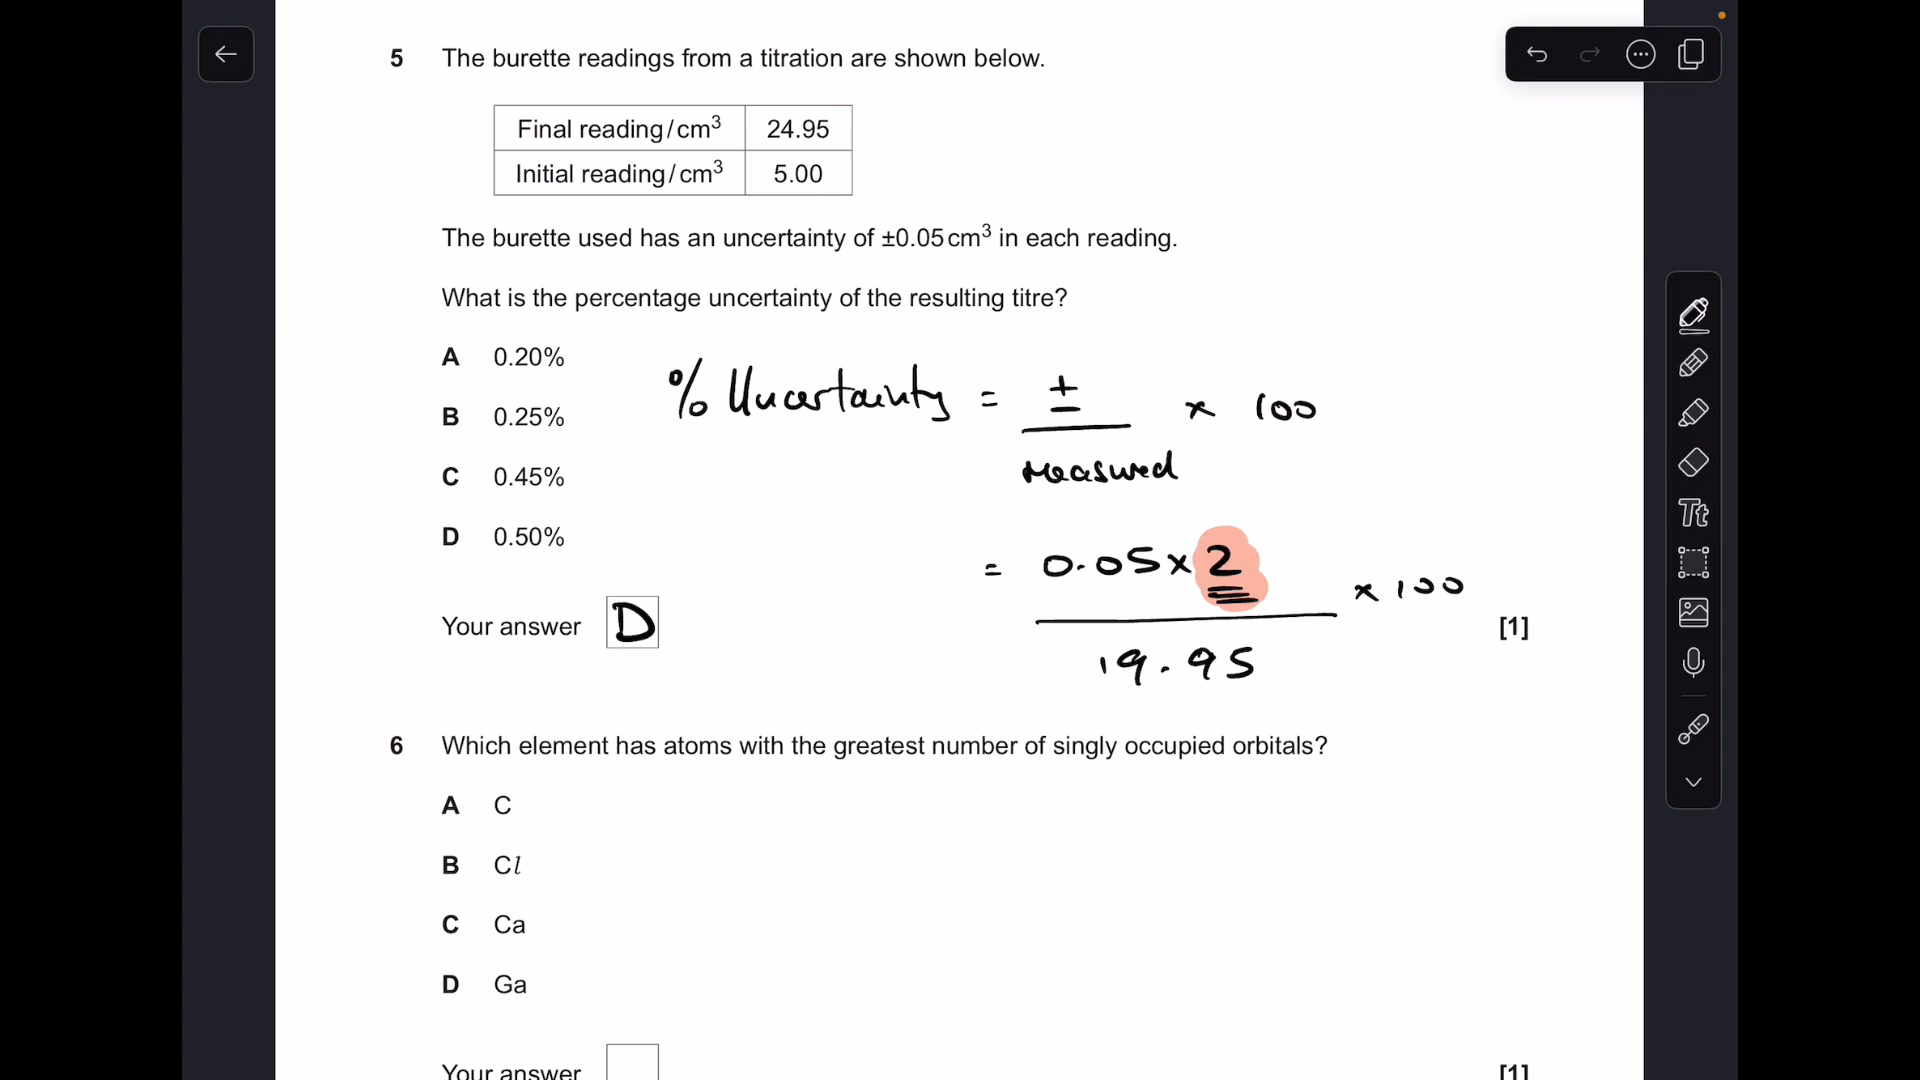 5 The burette readings from a titration are shown below.
Final reading/cm³ 24.95
Initial reading/cm³ 5.00
The burette used has an uncertainty of ±0.05 cm³ in each reading.
What is the percentage uncertainty of the resulting titre?
A 0.20%
B 0.25%
C 0.45%
D 0.50%
% Uncertainty = ± × 100
measured
= 0.05×2 × 100
19.95
Your answer D [1]
6 Which element has atoms with the greatest number of singly occupied orbitals?
A C
B Cl
C Ca
D Ga
Your answer [1]
Tt